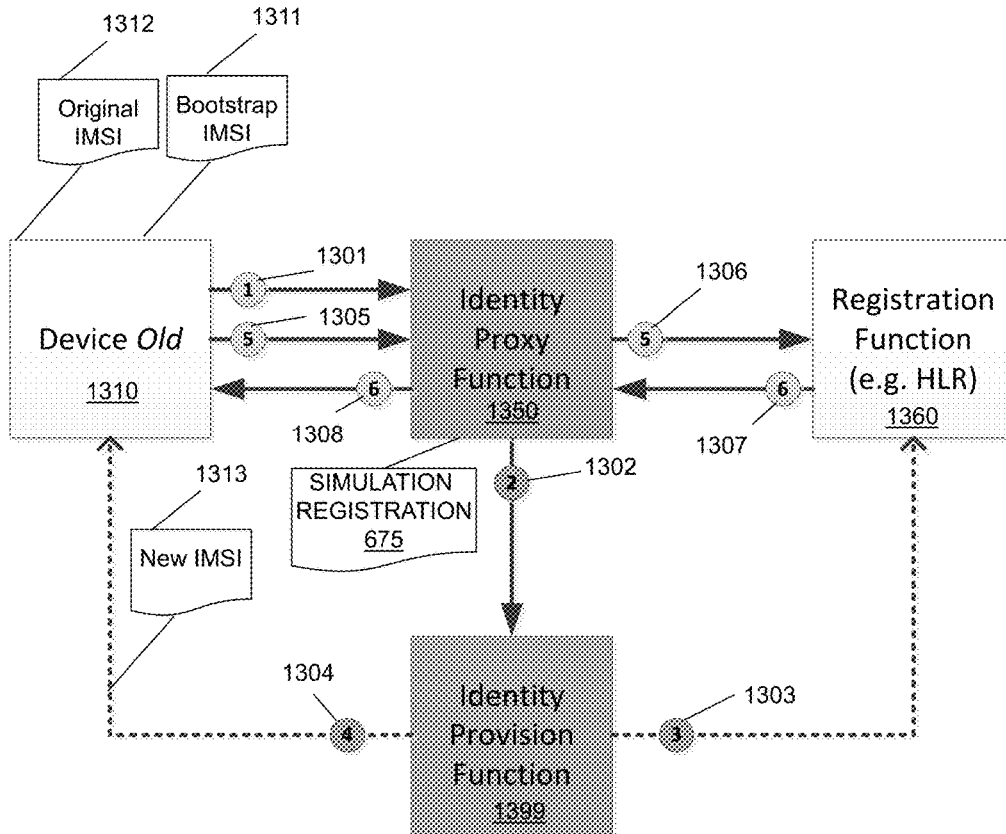 1312
1311
Original
IMSI
Bootstrap
IMSI
1301
1
1305
5
Device Old
1310
6
1308
Identity
Proxy
Function
1350
1306
5
6
1307
Registration
Function
(e.g. HLR)
1360
1313
New IMSI
SIMULATION
REGISTRATION
675
2
1302
1304
4
Identity
Provision
Function
1399
1303
3